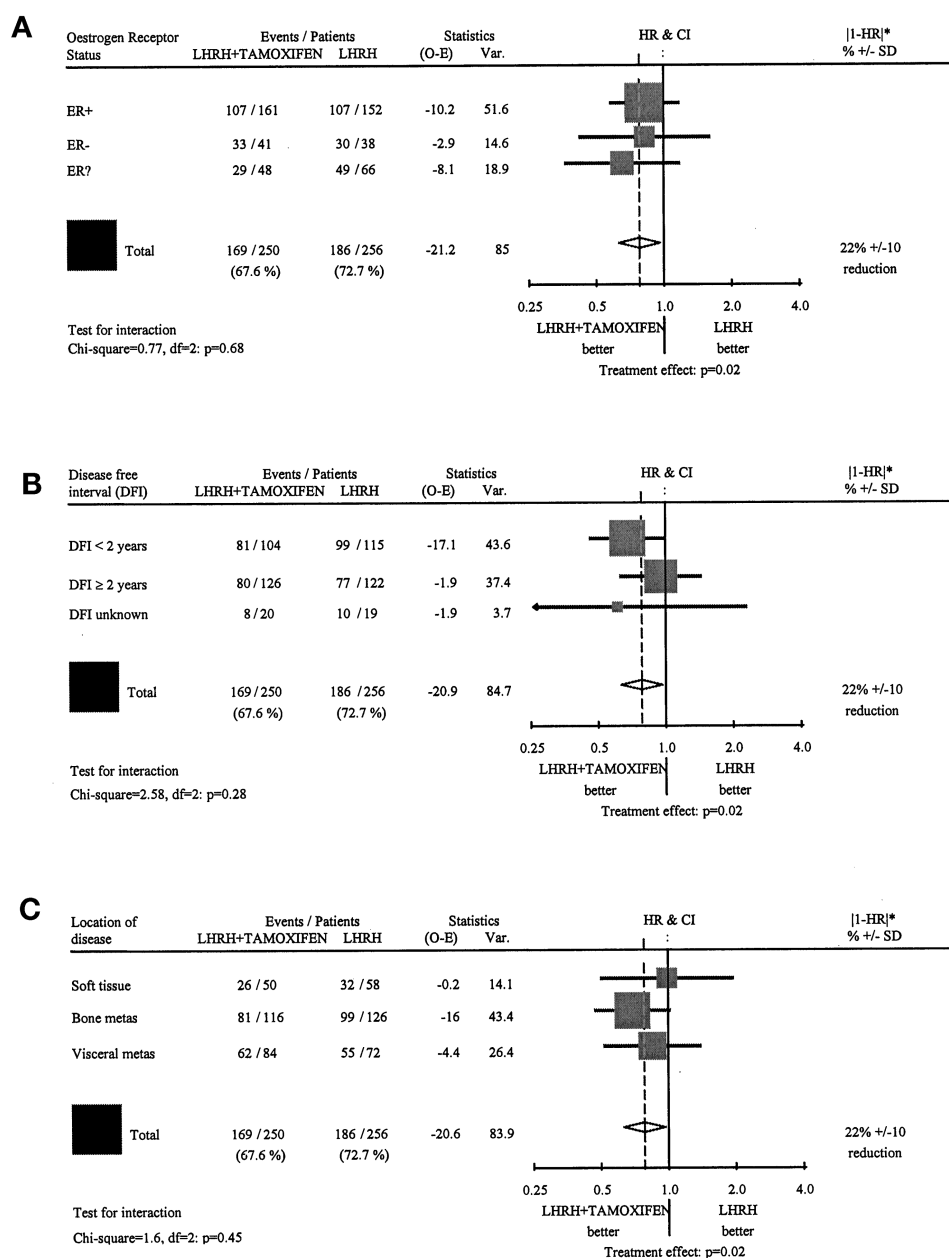 A
Oestrogen Receptor Events / Patients Statistics HR & CI |1-HR|*
Status LHRH+TAMOXIFEN LHRH (O-E) Var. % +/- SD
ER+ 107 / 161 107 / 152 -10.2 51.6
ER- 33 / 41 30 / 38 -2.9 14.6
ER? 29 / 48 49 / 66 -8.1 18.9
Total 169 / 250 186 / 256 -21.2 85 22% +/-10
(67.6 %) (72.7 %) reduction
0.25 0.5 1.0 2.0 4.0
Test for interaction LHRH+TAMOXIFEN LHRH
Chi-square=0.77, df=2: p=0.68 better better
Treatment effect: p=0.02
B
Disease free Events / Patients Statistics HR & CI |1-HR|*
interval (DFI) LHRH+TAMOXIFEN LHRH (O-E) Var. % +/- SD
DFI < 2 years 81 / 104 99 / 115 -17.1 43.6
DFI ≥ 2 years 80 / 126 77 / 122 -1.9 37.4
DFI unknown 8 / 20 10 / 19 -1.9 3.7
Total 169 / 250 186 / 256 -20.9 84.7 22% +/-10
(67.6 %) (72.7 %) reduction
0.25 0.5 1.0 2.0 4.0
Test for interaction LHRH+TAMOXIFEN LHRH
Chi-square=2.58, df=2: p=0.28 better better
Treatment effect: p=0.02
C
Location of Events / Patients Statistics HR & CI |1-HR|*
disease LHRH+TAMOXIFEN LHRH (O-E) Var. % +/- SD
Soft tissue 26 / 50 32 / 58 -0.2 14.1
Bone metas 81 / 116 99 / 126 -16 43.4
Visceral metas 62 / 84 55 / 72 -4.4 26.4
Total 169 / 250 186 / 256 -20.6 83.9 22% +/-10
(67.6 %) (72.7 %) reduction
0.25 0.5 1.0 2.0 4.0
Test for interaction LHRH+TAMOXIFEN LHRH
Chi-square=1.6, df=2: p=0.45 better better
Treatment effect: p=0.02